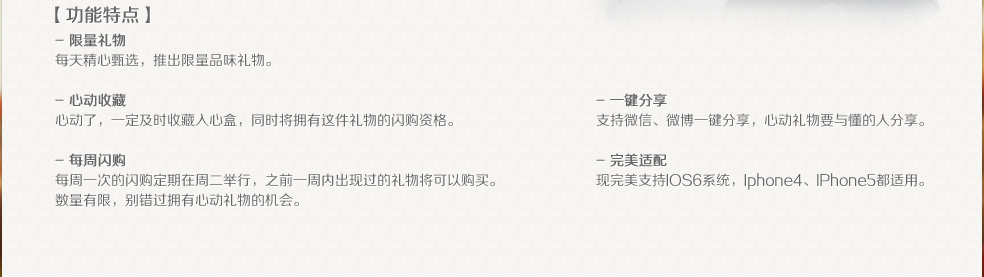 【功能特点】
– 限量礼物
每天精心甄选，推出限量品味礼物。
– 心动收藏
心动了，一定及时收藏入心盒，同时将拥有这件礼物的闪购资格。
– 每周闪购
每周一次的闪购定期在周二举行，之前一周内出现过的礼物将可以购买。
数量有限，别错过拥有心动礼物的机会。
– 一键分享
支持微信、微博一键分享，心动礼物要与懂的人分享。
– 完美适配
现完美支持IOS6系统，Iphone4、IPhone5都适用。